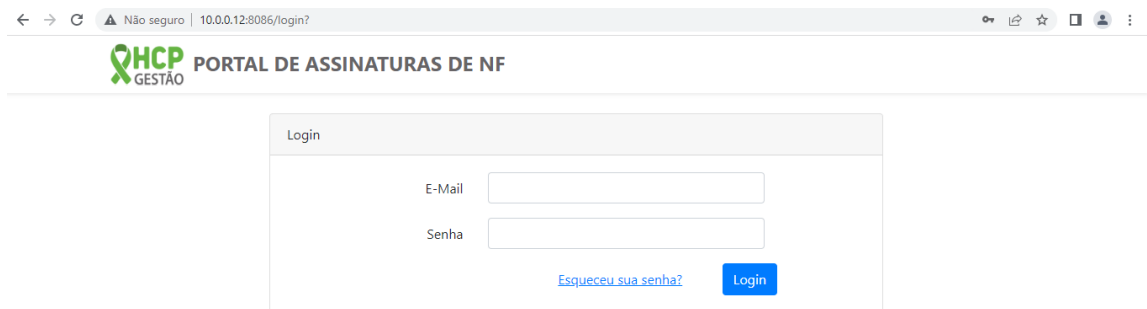 Não seguro | 10.0.0.12:8086/login?
HCP
GESTÃO
PORTAL DE ASSINATURAS DE NF
Login
E-Mail
Senha
Esqueceu sua senha?
Login